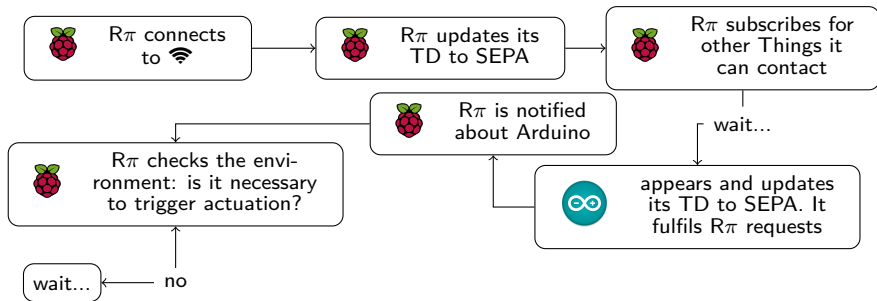 Rπ connects
to
Rπ updates its
TD to SEPA
Rπ subscribes for
other Things it
can contact
wait...
appears and updates
its TD to SEPA. It
fulfils Rπ requests
Rπ is notified
about Arduino
Rπ checks the envi-
ronment: is it necessary
to trigger actuation?
no
wait...